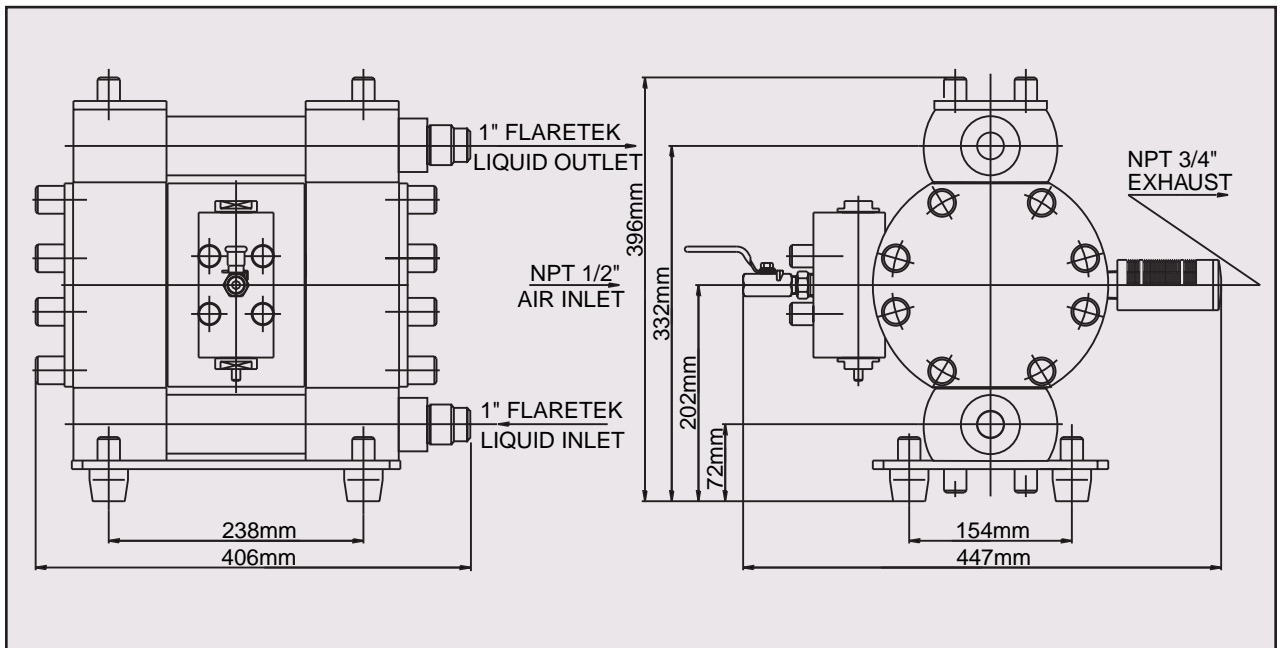 1" FLARETEK
LIQUID OUTLET
NPT 1/2"
AIR INLET
1" FLARETEK
LIQUID INLET
238mm
406mm
396mm
332mm
202mm
72mm
NPT 3/4"
EXHAUST
154mm
447mm